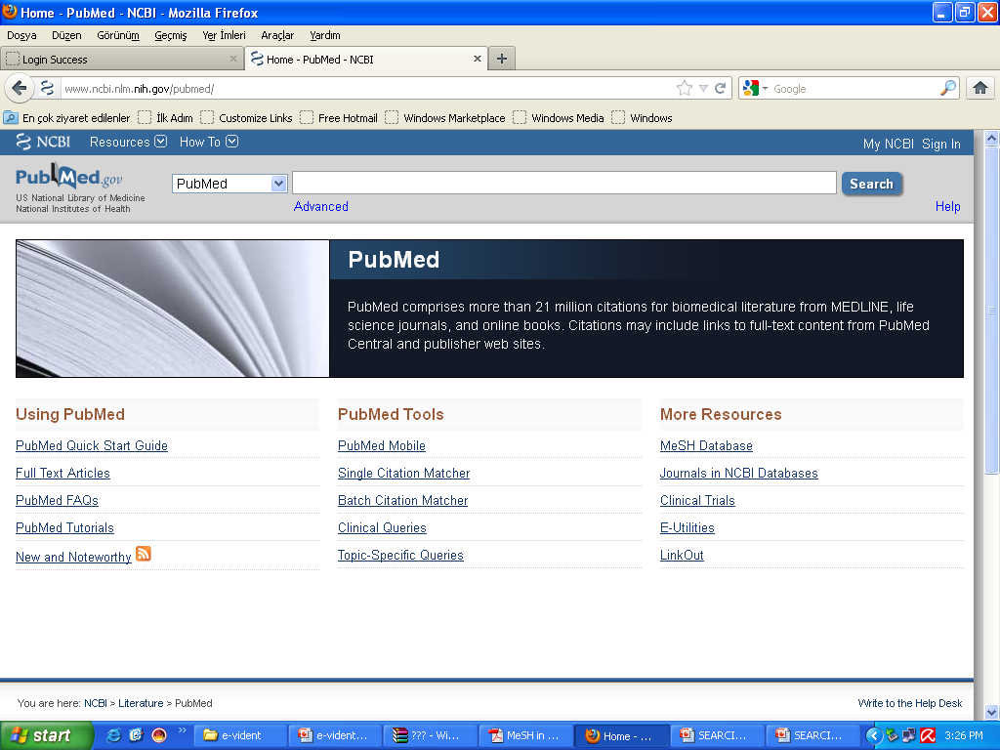 Home - PubMed - NCBI - Mozilla Firefox
Dosya Düzen Görünüm Geçmiş Yer İmleri Araçlar Yardım
Login Success
Home - PubMed - NCBI
www.ncbi.nlm.nih.gov/pubmed/
Google
En çok ziyaret edilenler İlk Adım Customize Links Free Hotmail Windows Marketplace Windows Media Windows
NCBI Resources How To
My NCBI Sign In
PubMed.gov
US National Library of Medicine
National Institutes of Health
PubMed
Search
Advanced
Help
PubMed
PubMed comprises more than 21 million citations for biomedical literature from MEDLINE, life
science journals, and online books. Citations may include links to full-text content from PubMed
Central and publisher web sites.
Using PubMed
PubMed Quick Start Guide
Full Text Articles
PubMed FAQs
PubMed Tutorials
New and Noteworthy
PubMed Tools
PubMed Mobile
Single Citation Matcher
Batch Citation Matcher
Clinical Queries
Topic-Specific Queries
More Resources
MeSH Database
Journals in NCBI Databases
Clinical Trials
E-Utilities
LinkOut
You are here: NCBI > Literature > PubMed
Write to the Help Desk
start
e-vident
e-vident...
??? - Wi...
MeSH in ...
Home - ...
SEARCI...
SEARCI...
3:26 PM